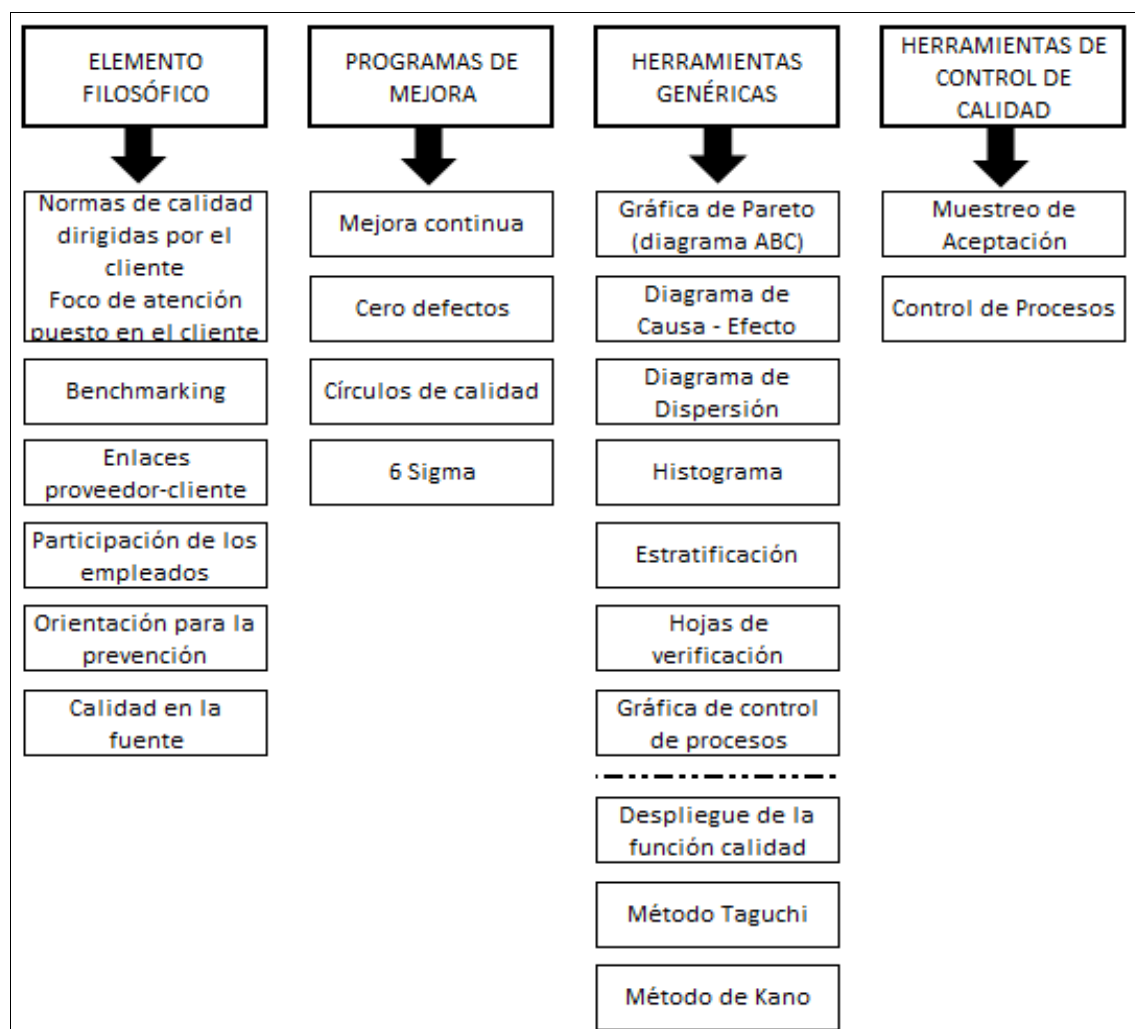 ELEMENTO
FILOSÓFICO
Normas de calidad
dirigidas por el
cliente
Foco de atención
puesto en el cliente
Benchmarking
Enlaces
proveedor-cliente
Participación de los
empleados
Orientación para la
prevención
Calidad en la
fuente
PROGRAMAS DE
MEJORA
Mejora continua
Cero defectos
Círculos de calidad
6 Sigma
HERRAMIENTAS
GENÉRICAS
Gráfica de Pareto
(diagrama ABC)
Diagrama de
Causa - Efecto
Diagrama de
Dispersión
Histograma
Estratificación
Hojas de
verificación
Gráfica de control
de procesos
Despliegue de la
función calidad
Método Taguchi
Método de Kano
HERRAMIENTAS DE
CONTROL DE
CALIDAD
Muestreo de
Aceptación
Control de Procesos